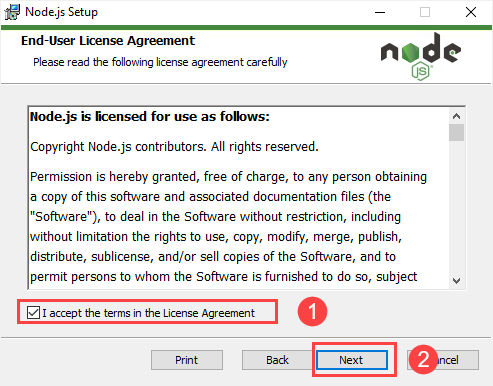 Node.js Setup
End-User License Agreement
Please read the following license agreement carefully
node
JS
Node.js is licensed for use as follows:
Copyright Node.js contributors. All rights reserved.
Permission is hereby granted, free of charge, to any person obtaining
a copy of this software and associated documentation files (the
"Software"), to deal in the Software without restriction, including
without limitation the rights to use, copy, modify, merge, publish,
distribute, sublicense, and/or sell copies of the Software, and to
permit persons to whom the Software is furnished to do so, subject
I accept the terms in the License Agreement
1
Print
Back
Next
2
ncel